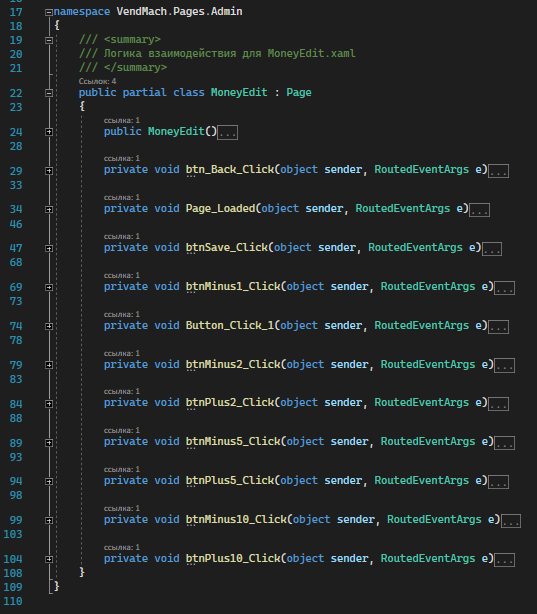 17 namespace VendMach.Pages.Admin
18 {
19 /// <summary>
20 /// Логика взаимодействия для MoneyEdit.xaml
21 /// </summary>
Ссылок: 4
22 public partial class MoneyEdit : Page
23 {
ссылка: 1
24 public MoneyEdit()...
28
ссылка: 1
29 private void btn_Back_Click(object sender, RoutedEventArgs e)...
33
ссылка: 1
34 private void Page_Loaded(object sender, RoutedEventArgs e)...
46
ссылка: 1
47 private void btnSave_Click(object sender, RoutedEventArgs e)...
68
ссылка: 1
69 private void btnMinus1_Click(object sender, RoutedEventArgs e)...
73
ссылка: 1
74 private void Button_Click_1(object sender, RoutedEventArgs e)...
78
ссылка: 1
79 private void btnMinus2_Click(object sender, RoutedEventArgs e)...
83
ссылка: 1
84 private void btnPlus2_Click(object sender, RoutedEventArgs e)...
88
ссылка: 1
89 private void btnMinus5_Click(object sender, RoutedEventArgs e)...
93
ссылка: 1
94 private void btnPlus5_Click(object sender, RoutedEventArgs e)...
98
ссылка: 1
99 private void btnMinus10_Click(object sender, RoutedEventArgs e)...
103
ссылка: 1
104 private void btnPlus10_Click(object sender, RoutedEventArgs e)...
108 }
109 }
110